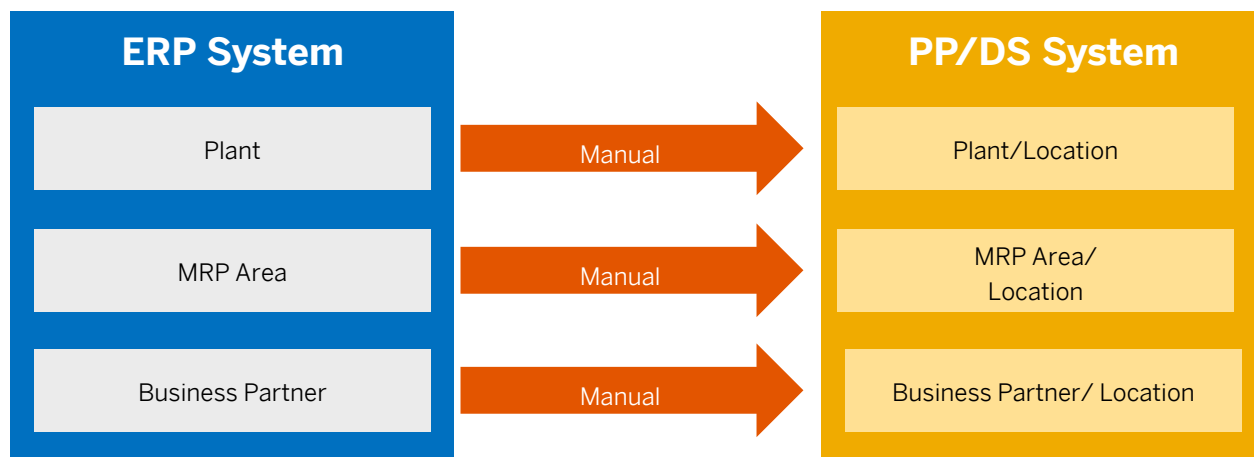 ERP System
PP/DS System
Plant
Manual
Plant/Location
MRP Area
Manual
MRP Area/
Location
Business Partner
Manual
Business Partner/ Location